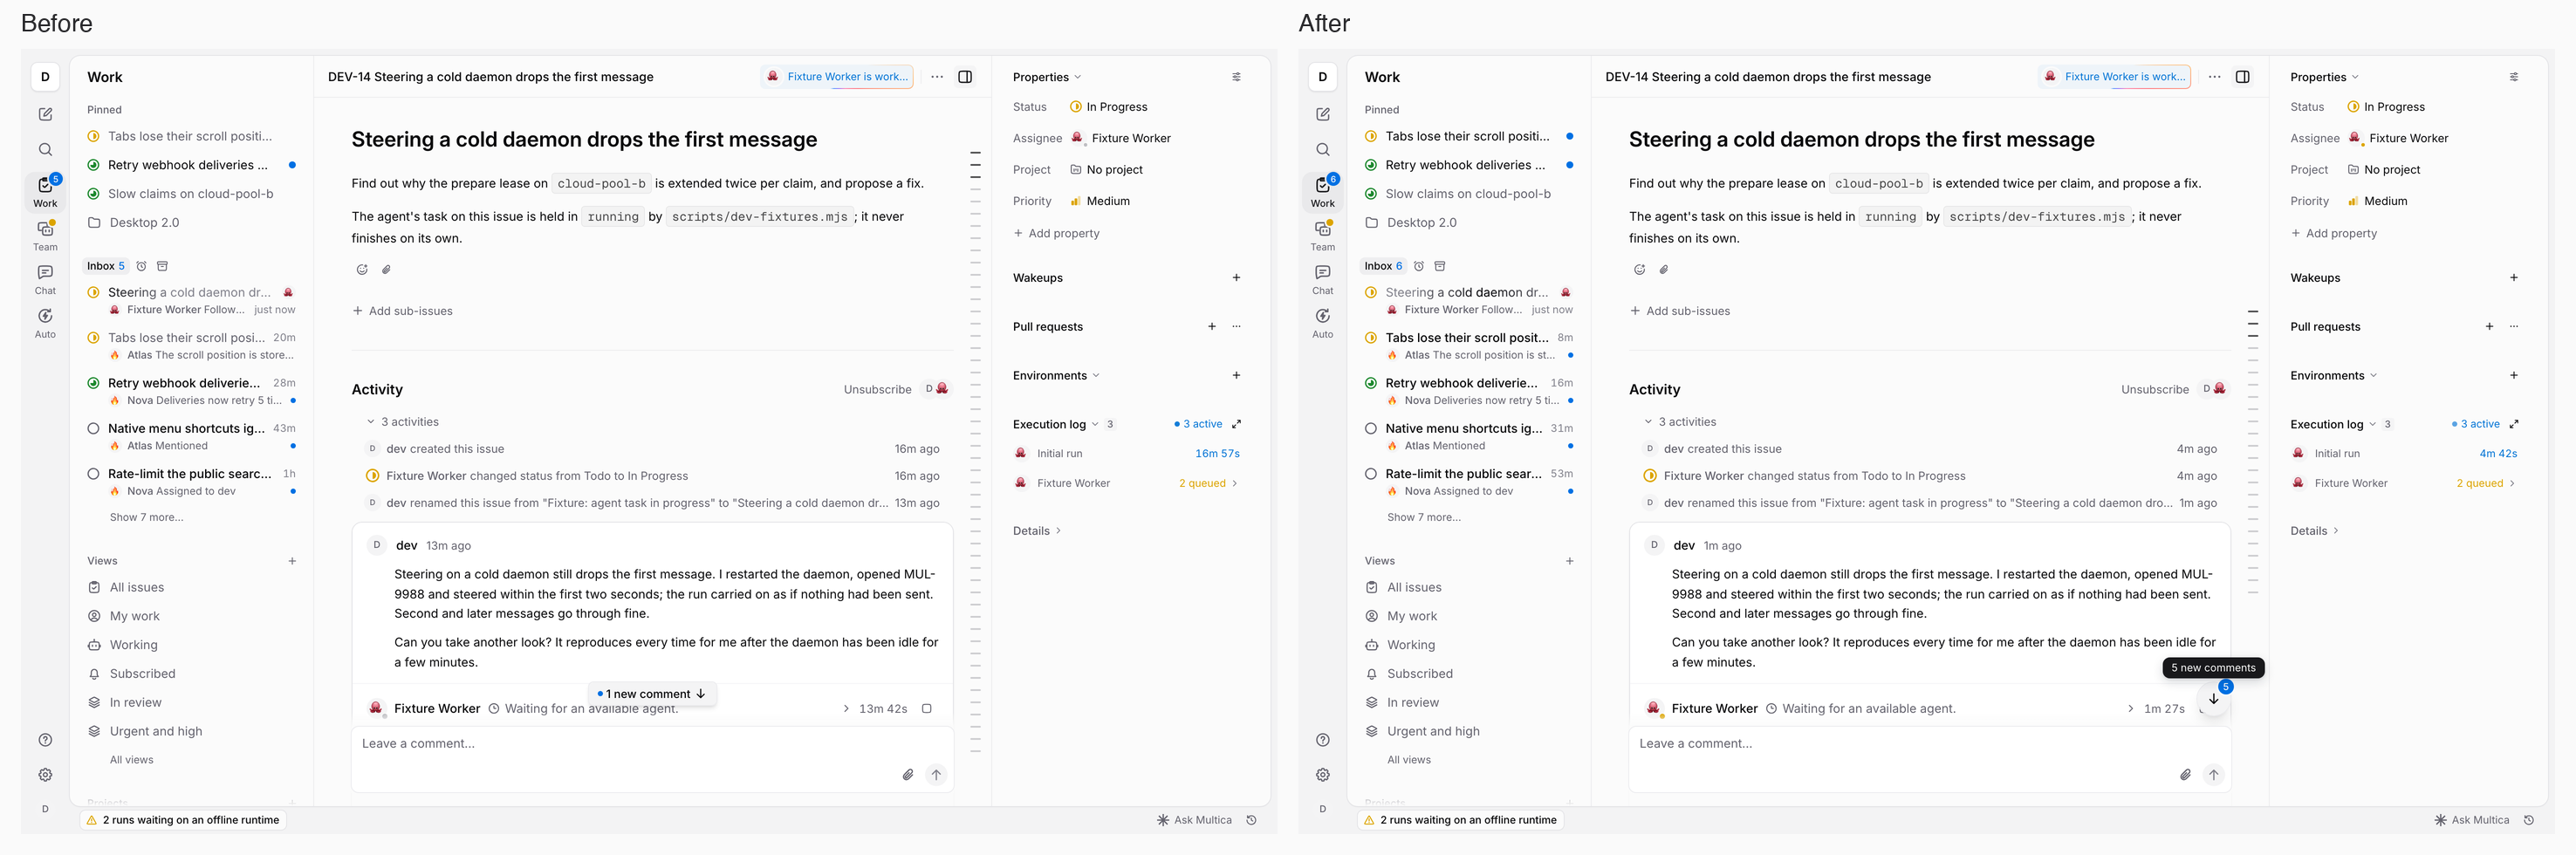 Before
D
Work
Team
Chat
Auto
5
D
Work
Pinned
Tabs lose their scroll positi...
Retry webhook deliveries ...
Slow claims on cloud-pool-b
Desktop 2.0
Inbox 5
Steering a cold daemon dr...
Fixture Worker Follow... just now
Tabs lose their scroll posi... 20m
Atlas The scroll position is store...
Retry webhook deliverie... 28m
Nova Deliveries now retry 5 ti...
Native menu shortcuts ig... 43m
Atlas Mentioned
Rate-limit the public searc... 1h
Nova Assigned to dev
Show 7 more...
Views
All issues
My work
Working
Subscribed
In review
Urgent and high
All views
Projects
DEV-14 Steering a cold daemon drops the first message
Fixture Worker is work...
Steering a cold daemon drops the first message
Find out why the prepare lease on cloud-pool-b is extended twice per claim, and propose a fix.
The agent's task on this issue is held in running by scripts/dev-fixtures.mjs; it never
finishes on its own.
Add sub-issues
Activity
Unsubscribe D
3 activities
D dev created this issue 16m ago
Fixture Worker changed status from Todo to In Progress 16m ago
D dev renamed this issue from "Fixture: agent task in progress" to "Steering a cold daemon dr... 13m ago
D dev 13m ago
Steering on a cold daemon still drops the first message. I restarted the daemon, opened MUL-
9988 and steered within the first two seconds; the run carried on as if nothing had been sent.
Second and later messages go through fine.
Can you take another look? It reproduces every time for me after the daemon has been idle for
a few minutes.
1 new comment
Fixture Worker Waiting for an available agent. 13m 42s
Leave a comment...
Properties
Status In Progress
Assignee Fixture Worker
Project No project
Priority Medium
Add property
Wakeups
Pull requests
Environments
Execution log 3 3 active
Initial run 16m 57s
Fixture Worker 2 queued
Details
2 runs waiting on an offline runtime
Ask Multica
After
D
Work
Team
Chat
Auto
6
D
Work
Pinned
Tabs lose their scroll positi...
Retry webhook deliveries ...
Slow claims on cloud-pool-b
Desktop 2.0
Inbox 6
Steering a cold daemon dr...
Fixture Worker Follow... just now
Tabs lose their scroll posit... 8m
Atlas The scroll position is st...
Retry webhook deliverie... 16m
Nova Deliveries now retry 5 ti...
Native menu shortcuts ig... 31m
Atlas Mentioned
Rate-limit the public sear... 53m
Nova Assigned to dev
Show 7 more...
Views
All issues
My work
Working
Subscribed
In review
Urgent and high
All views
Projects
DEV-14 Steering a cold daemon drops the first message
Fixture Worker is work...
Steering a cold daemon drops the first message
Find out why the prepare lease on cloud-pool-b is extended twice per claim, and propose a fix.
The agent's task on this issue is held in running by scripts/dev-fixtures.mjs; it never
finishes on its own.
Add sub-issues
Activity
Unsubscribe D
3 activities
D dev created this issue 4m ago
Fixture Worker changed status from Todo to In Progress 4m ago
D dev renamed this issue from "Fixture: agent task in progress" to "Steering a cold daemon dro... 1m ago
D dev 1m ago
Steering on a cold daemon still drops the first message. I restarted the daemon, opened MUL-
9988 and steered within the first two seconds; the run carried on as if nothing had been sent.
Second and later messages go through fine.
Can you take another look? It reproduces every time for me after the daemon has been idle for
a few minutes.
5 new comments
5
Fixture Worker Waiting for an available agent. 1m 27s
Leave a comment...
Properties
Status In Progress
Assignee Fixture Worker
Project No project
Priority Medium
Add property
Wakeups
Pull requests
Environments
Execution log 3 3 active
Initial run 4m 42s
Fixture Worker 2 queued
Details
2 runs waiting on an offline runtime
Ask Multica